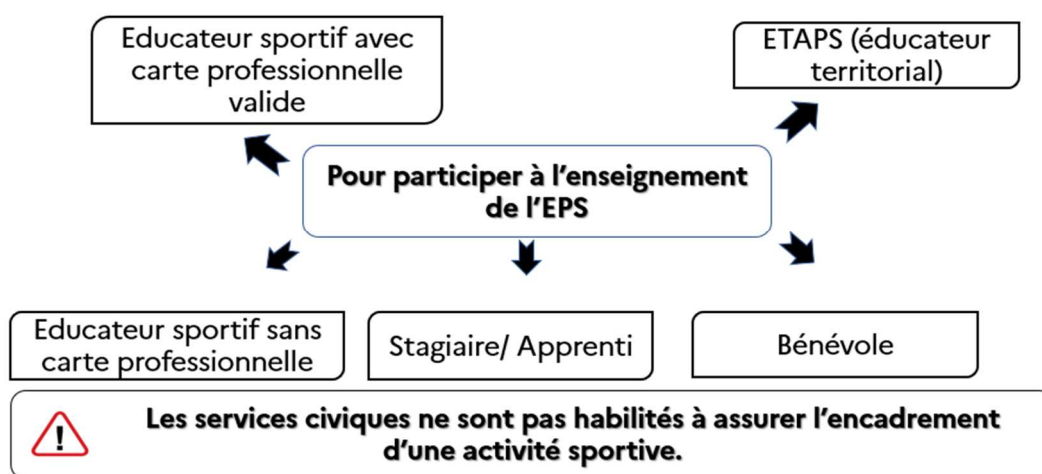 Educateur sportif avec
carte professionnelle
valide
ETAPS (éducateur
territorial)
Pour participer à l’enseignement
de l’EPS
Educateur sportif sans
carte professionnelle
Stagiaire/ Apprenti
Bénévole
!
Les services civiques ne sont pas habilités à assurer l’encadrement
d’une activité sportive.